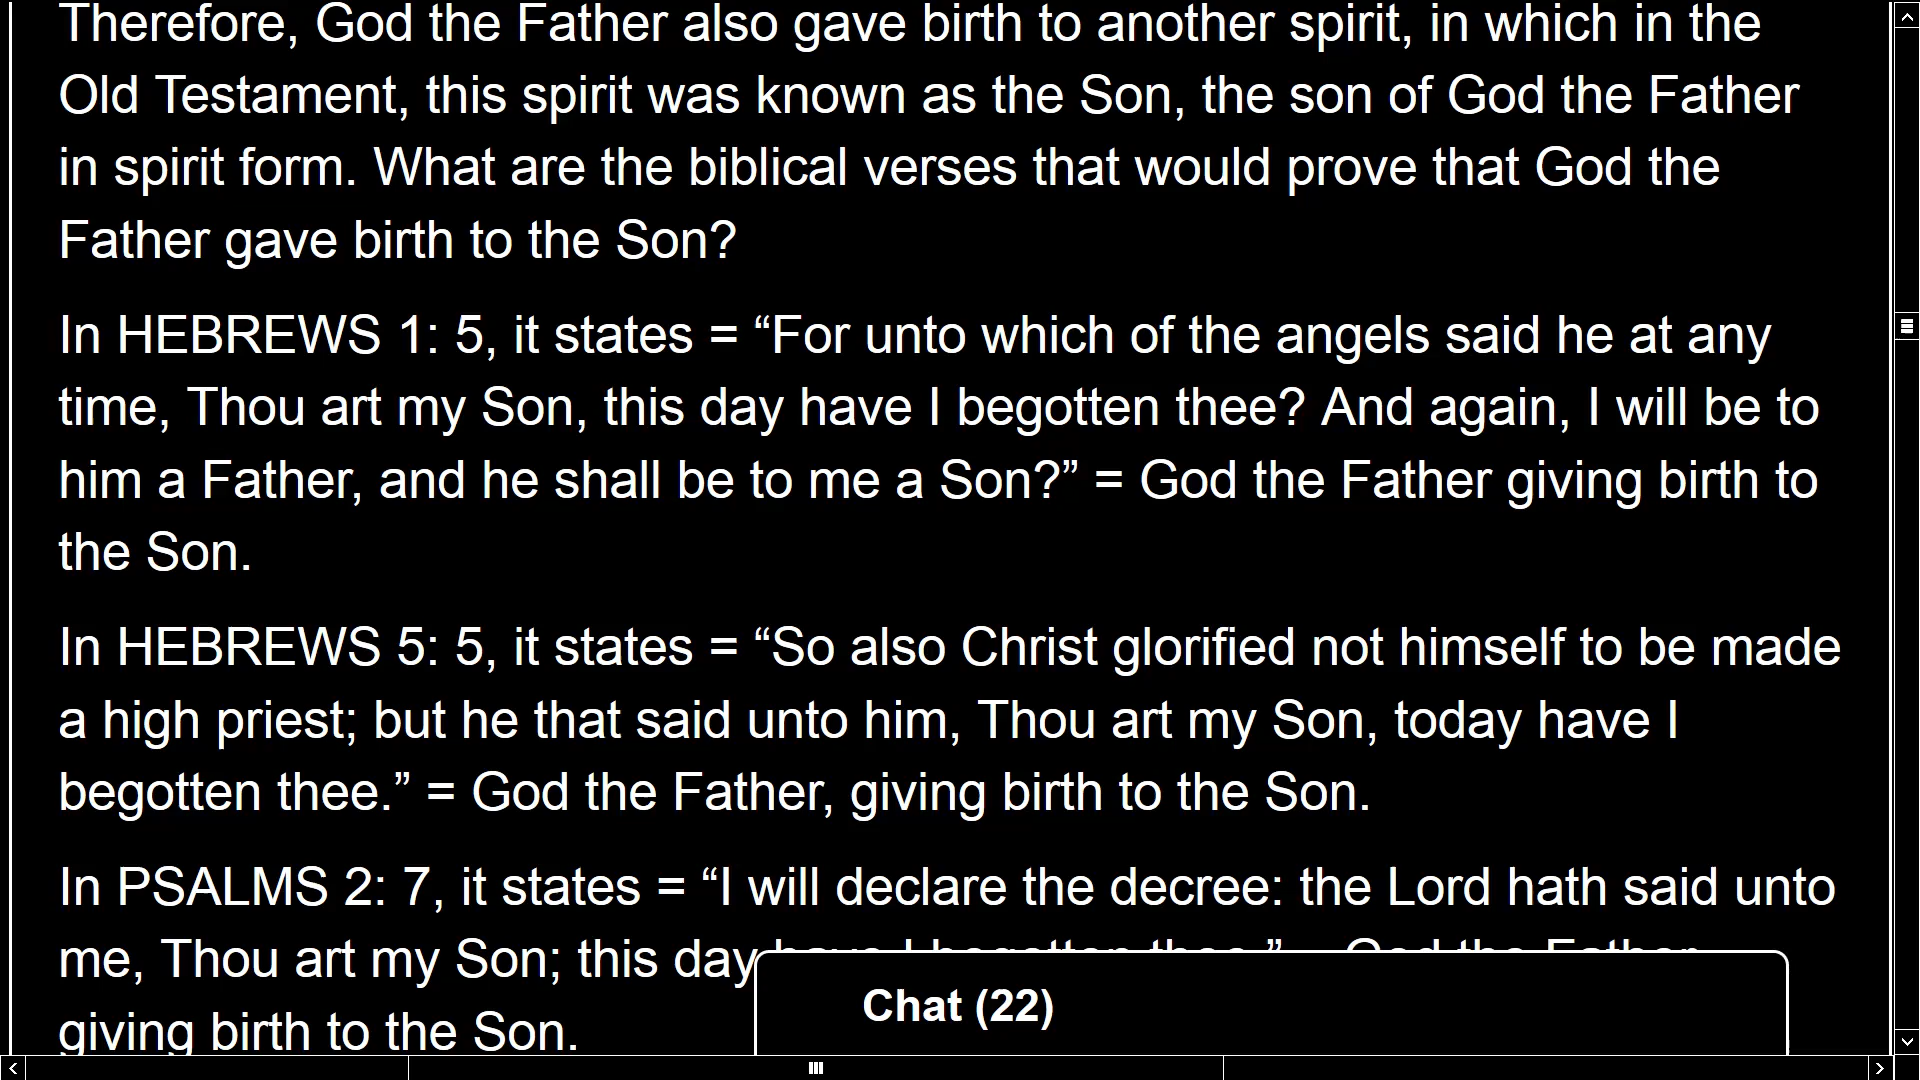 Therefore, God the Father also gave birth to another spirit, in which in the
Old Testament, this spirit was known as the Son, the son of God the Father
in spirit form. What are the biblical verses that would prove that God the
Father gave birth to the Son?
In HEBREWS 1: 5, it states = “For unto which of the angels said he at any
time, Thou art my Son, this day have I begotten thee? And again, I will be to
him a Father, and he shall be to me a Son?” = God the Father giving birth to
the Son.
In HEBREWS 5: 5, it states = “So also Christ glorified not himself to be made
a high priest; but he that said unto him, Thou art my Son, today have I
begotten thee.” = God the Father, giving birth to the Son.
In PSALMS 2: 7, it states = “I will declare the decree: the Lord hath said unto
me, Thou art my Son; this day have I begotten thee.” = God the Father
giving birth to the Son.
Chat (22)